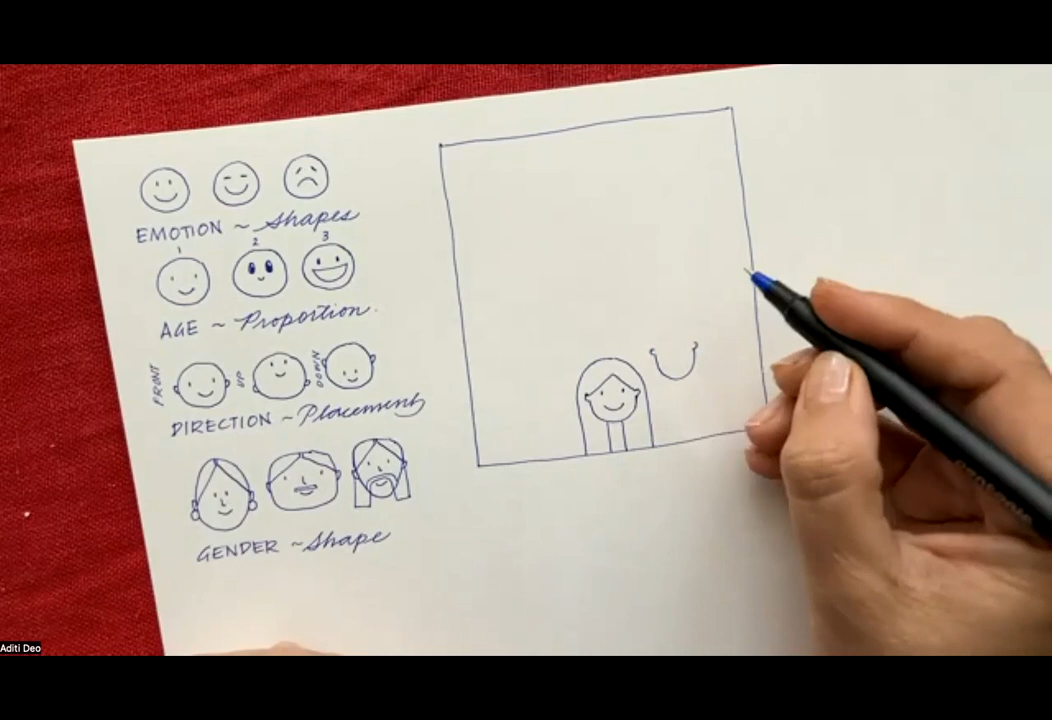 EMOTION ~ Shapes
1 2 3
AGE ~ Proportion.
FRONT UP DOWN
DIRECTION ~ Placement
GENDER ~ Shape
Aditi Deo